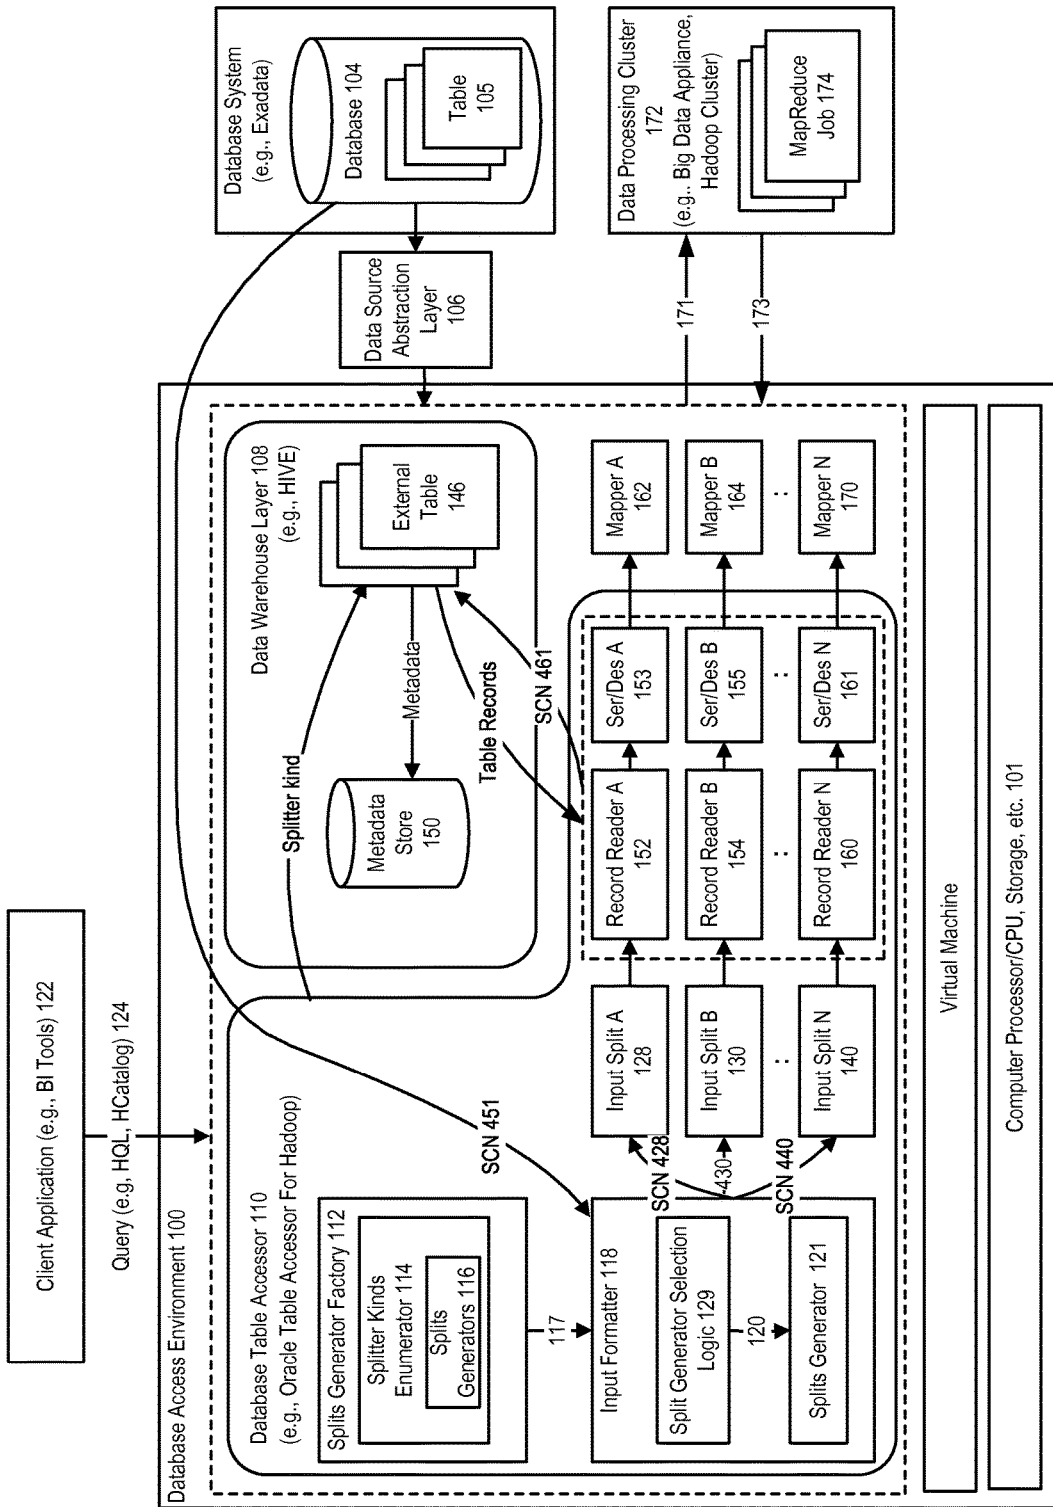 Client Application (e.g., BI Tools) 122
Query (e.g, HQL, HCatalog) 124
Database Access Environment 100
Database Table Accessor 110
(e.g., Oracle Table Accessor For Hadoop)
Splits Generator Factory 112
Splitter Kinds
Enumerator 114
Splits
Generators 116
117
Input Formatter 118
Split Generator Selection
Logic 129
120
Splits Generator 121
SCN 451
SCN 428
430
SCN 440
Input Split A
128
Input Split B
130
:
Input Split N
140
Splitter kind
Data Warehouse Layer 108
(e.g., HIVE)
Metadata
Store
150
Metadata
External
Table
146
Table Records
SCN 461
Record Reader A
152
Record Reader B
154
:
Record Reader N
160
Ser/Des A
153
Ser/Des B
155
:
Ser/Des N
161
Mapper A
162
Mapper B
164
:
Mapper N
170
Data Source
Abstraction
Layer
106
Database System
(e.g., Exadata)
Database 104
Table
105
171
173
Data Processing Cluster
172
(e.g.. Big Data Appliance,
Hadoop Cluster)
MapReduce
Job 174
Virtual Machine
Computer Processor/CPU, Storage, etc. 101